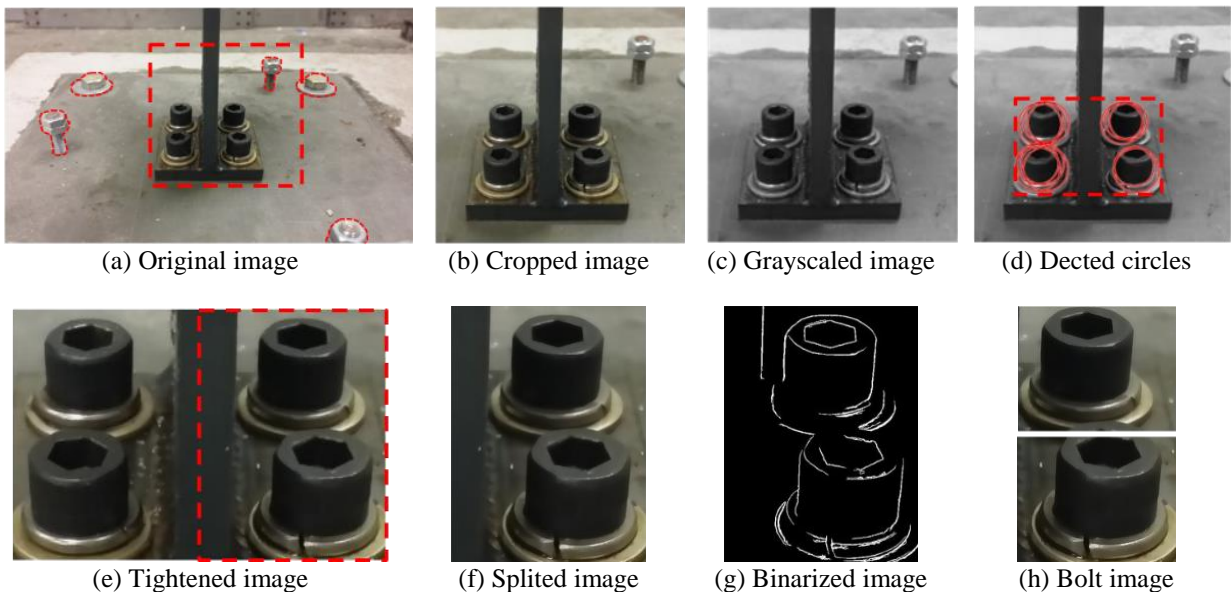 (a) Original image
(b) Cropped image
(c) Grayscaled image
(d) Dected circles
(e) Tightened image
(f) Splited image
(g) Binarized image
(h) Bolt image